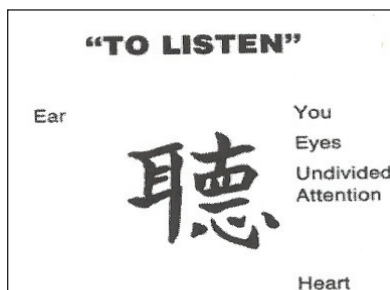 “TO LISTEN”
Ear
聽
You
Eyes
Undivided
Attention
Heart